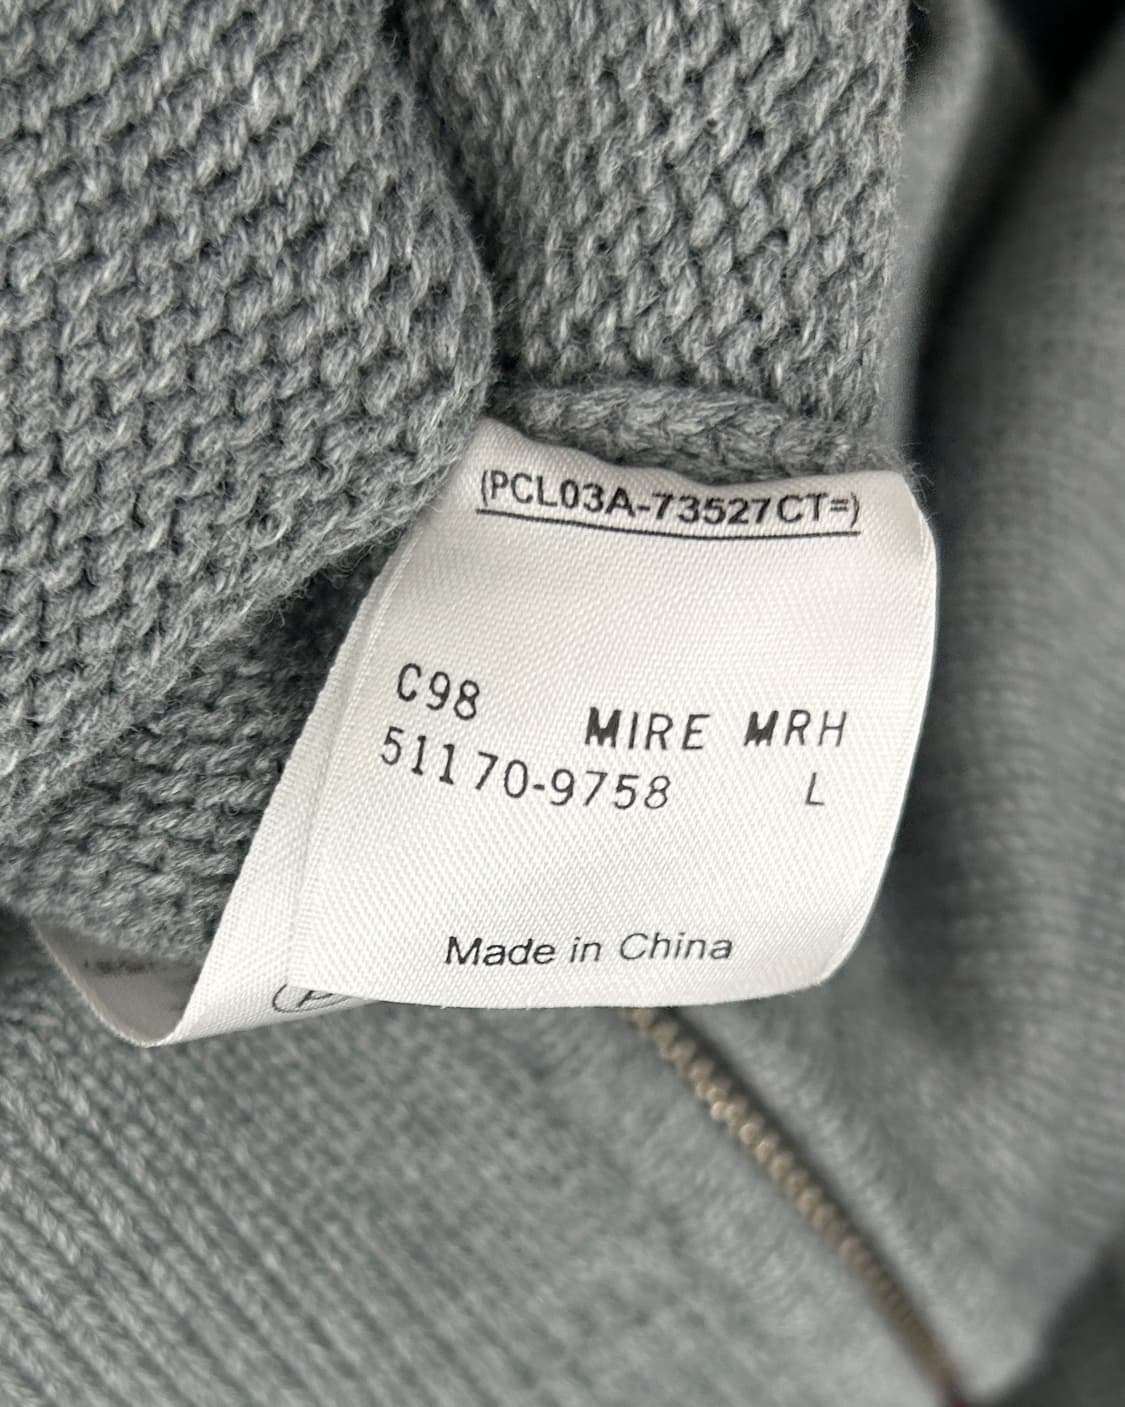 (PCL03A-73527CT=)
C98 MIRE MRH
51170-9758 L
Made in China
P